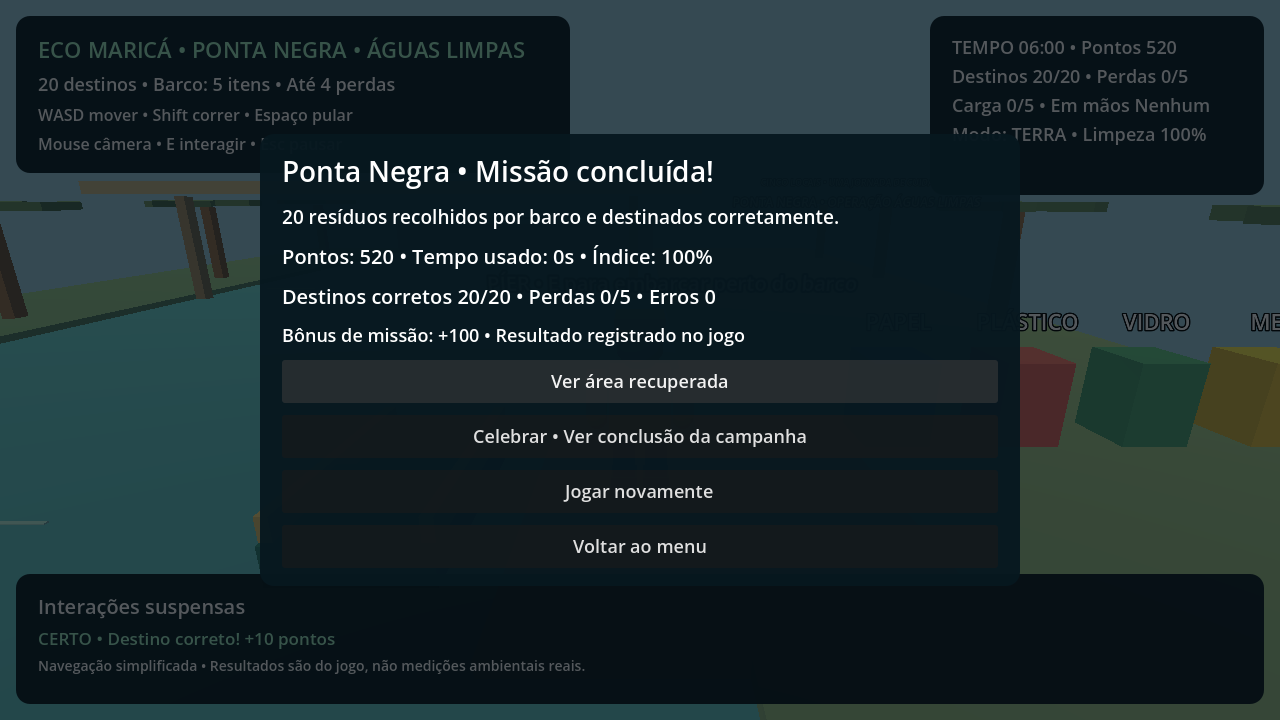 ECO MARICÁ • PONTA NEGRA • ÁGUAS LIMPAS
20 destinos • Barco: 5 itens • Até 4 perdas
WASD mover • Shift correr • Espaço pular
Mouse câmera • E interagir •
TEMPO 06:00 • Pontos 520
Destinos 20/20 • Perdas 0/5
Carga 0/5 • Em mãos Nenhum
Modo: TERRA • Limpeza 100%
Ponta Negra • Missão concluída!
20 resíduos recolhidos por barco e destinados corretamente.
Pontos: 520 • Tempo usado: 0s • Índice: 100%
Destinos corretos 20/20 • Perdas 0/5 • Erros 0
Bônus de missão: +100 • Resultado registrado no jogo
Ver área recuperada
Celebrar • Ver conclusão da campanha
Jogar novamente
Voltar ao menu
VIDRO
Interações suspensas
CERTO • Destino correto! +10 pontos
Navegação simplificada • Resultados são do jogo, não medições ambientais reais.